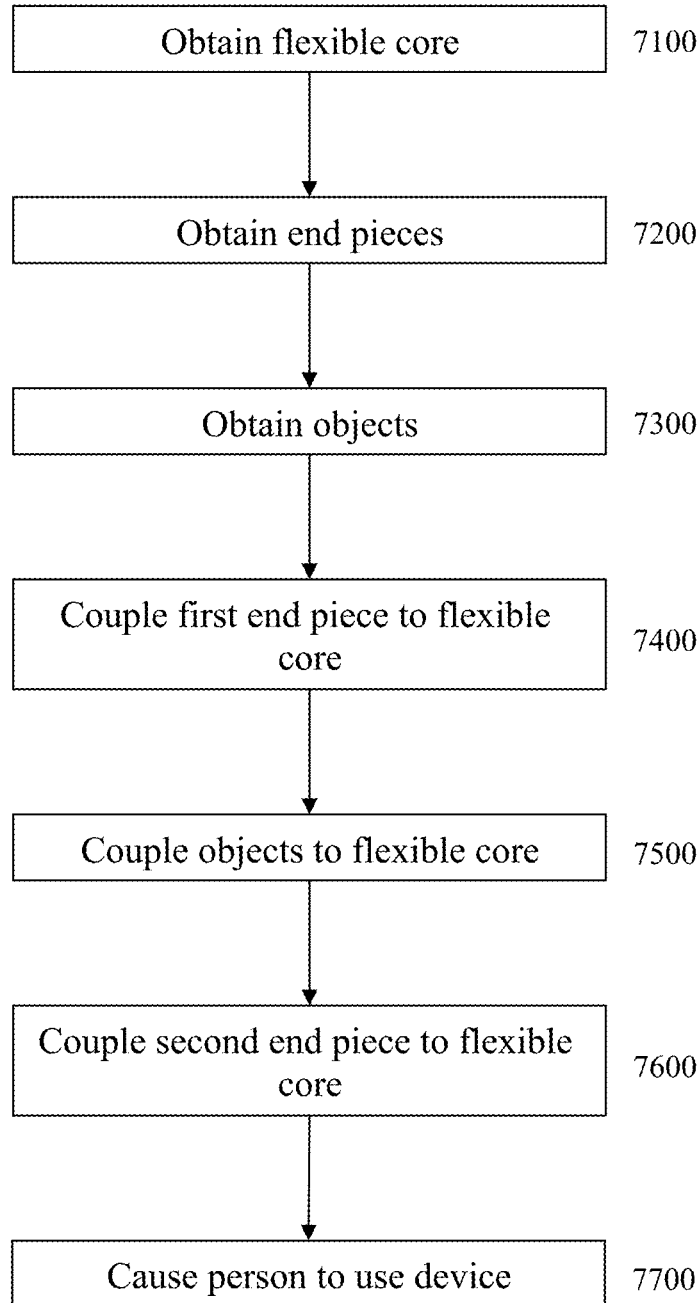 Obtain flexible core 7100
Obtain end pieces 7200
Obtain objects 7300
Couple first end piece to flexible
core
7400
Couple objects to flexible core 7500
Couple second end piece to flexible
core
7600
Cause person to use device 7700